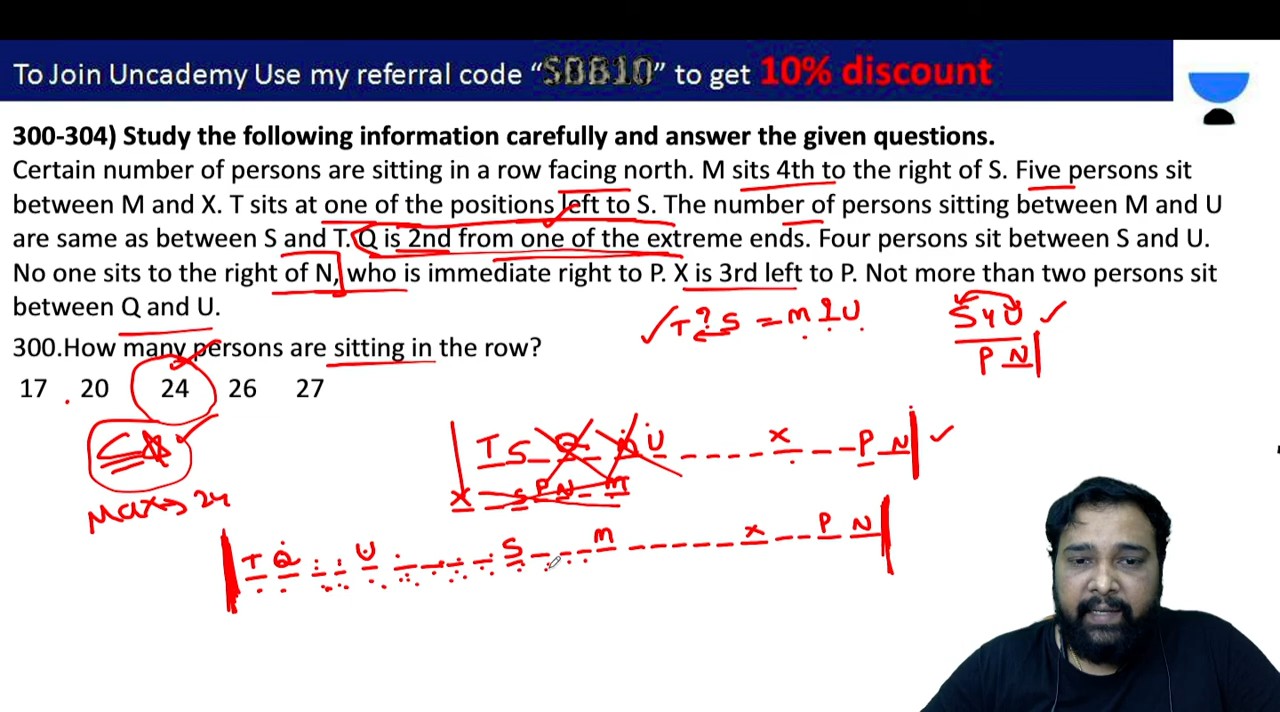 To Join Uncademy Use my referral code “SBB10” to get 10% discount
300-304) Study the following information carefully and answer the given questions.
Certain number of persons are sitting in a row facing north. M sits 4th to the right of S. Five persons sit
between M and X. T sits at one of the positions left to S. The number of persons sitting between M and U
are same as between S and T. Q is 2nd from one of the extreme ends. Four persons sit between S and U.
No one sits to the right of N, who is immediate right to P. X is 3rd left to P. Not more than two persons sit
between Q and U.
T ? S = M ? U
S 4 U
P N
300.How many persons are sitting in the row?
17 20 24 26 27
T S _ Q _ _ U _ _ _ _ X _ _ P N
X _ S P N _ M
Max → 24
T Q _ _ U _ _ _ _ S _ _ _ M _ _ _ _ _ X _ _ P N